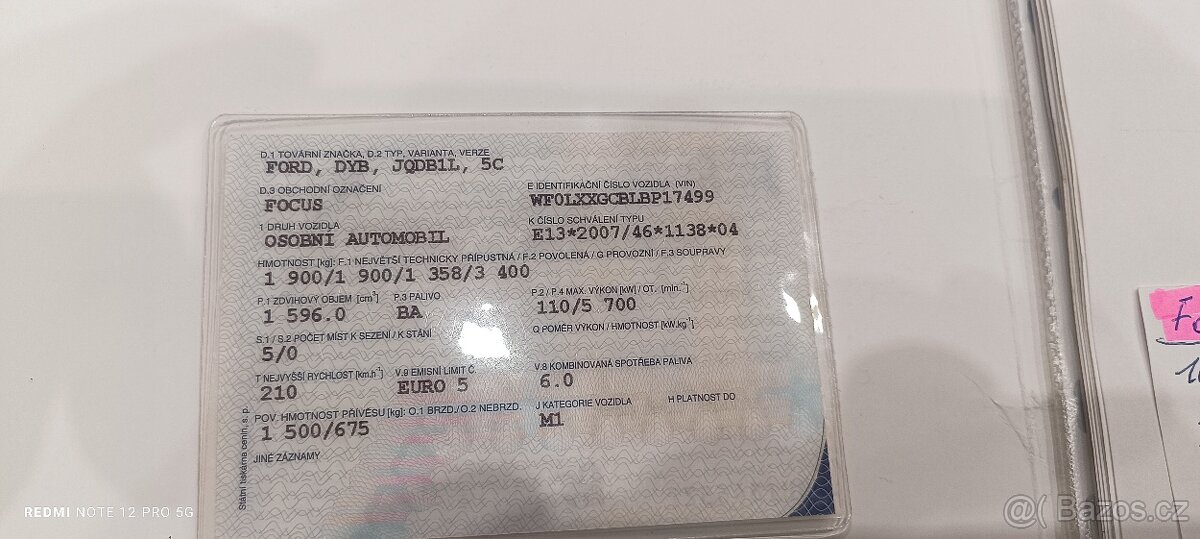 D.1 TOVÁRNÍ ZNAČKA, D.2 TYP, VARIANTA, VERZE
FORD, DYB, JQDB1L, 5C
D.3 OBCHODNÍ OZNAČENÍ
FOCUS
E IDENTIFIKAČNÍ ČÍSLO VOZIDLA (VIN)
WF0LXXGCBLBP17499
1 DRUH VOZIDLA
OSOBNÍ AUTOMOBIL
K ČÍSLO SCHVÁLENÍ TYPU
E13*2007/46*1138*04
HMOTNOST [kg]: F.1 NEJVĚTŠÍ TECHNICKY PŘÍPUSTNÁ / F.2 POVOLENÁ / G PROVOZNÍ / F.3 SOUPRAVY
1 900/1 900/1 358/3 400
P.1 ZDVIHOVÝ OBJEM [cm³]
1 596.0
P.3 PALIVO
BA
P.2 / P.4 MAX. VÝKON [kW] / OT. [min.⁻¹]
110/5 700
S.1 / S.2 POČET MÍST K SEZENÍ / K STÁNÍ
5/0
Q POMĚR VÝKON / HMOTNOST [kW.kg⁻¹]
T NEJVYŠŠÍ RYCHLOST [km.h⁻¹]
210
V.9 EMISNÍ LIMIT Č.
EURO 5
V.8 KOMBINOVANÁ SPOTŘEBA PALIVA
6.0
POV. HMOTNOST PŘÍVĚSU [kg]: O.1 BRZD./O.2 NEBRZD.
1 500/675
J KATEGORIE VOZIDLA
M1
H PLATNOST DO
JINÉ ZÁZNAMY
Státní tiskárna cenin, s. p.
REDMI NOTE 12 PRO 5G
@( Bazos.cz